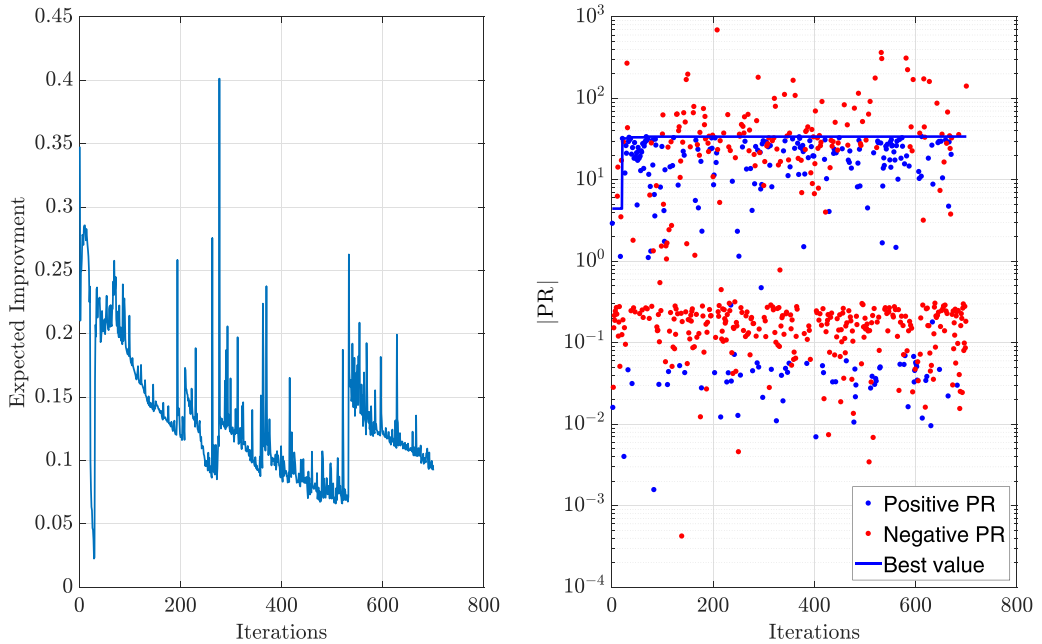 0.45
0.4
0.35
0.3
0.25
0.2
0.15
0.1
0.05
0
Expected Improvment
0 200 400 600 800
Iterations
10^3
10^2
10^1
10^0
10^-1
10^-2
10^-3
10^-4
|PR|
Positive PR
Negative PR
Best value
0 200 400 600 800
Iterations